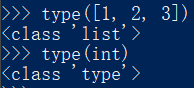 >>> type([1, 2, 3])
<class 'list'>
>>> type(int)
<class 'type'>